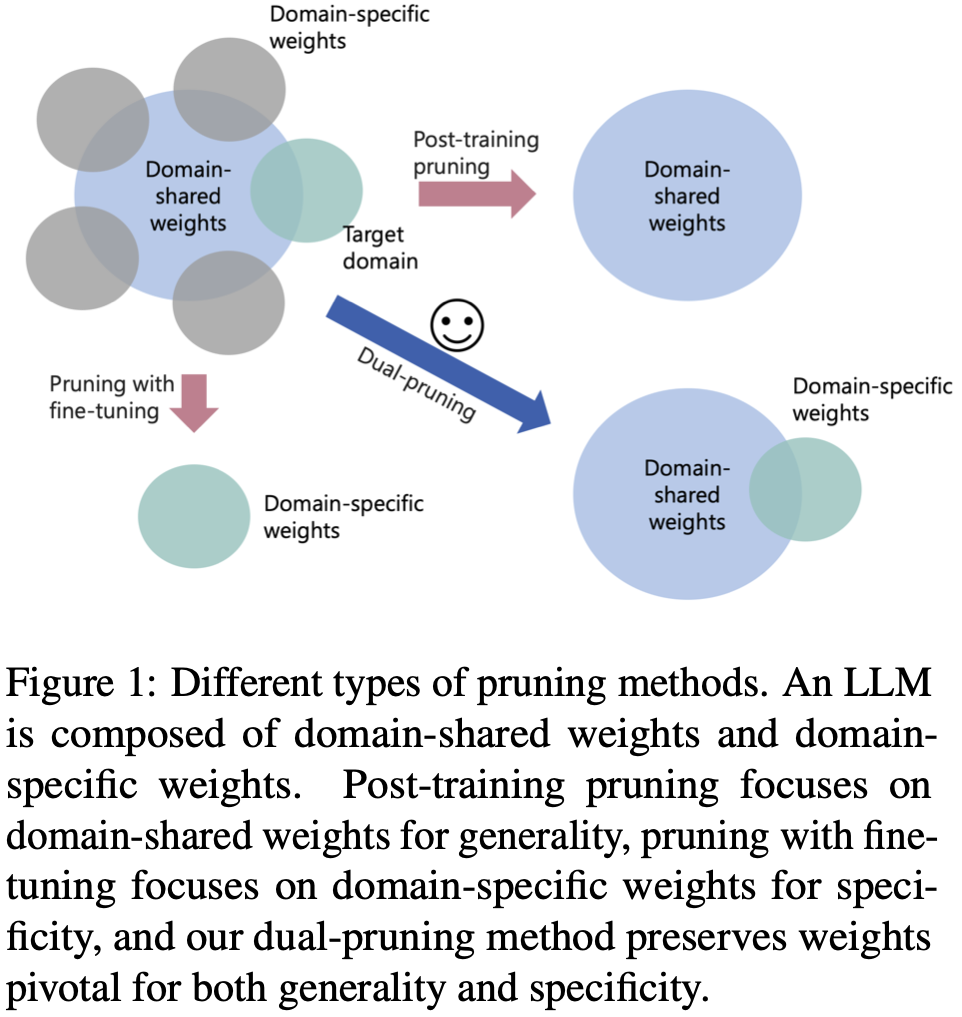 Domain-specific
weights
Domain-
shared
weights
Target
domain
Post-training
pruning
Domain-
shared
weights
Dual-pruning
Pruning with
fine-tuning
Domain-specific
weights
Domain-specific
weights
Domain-
shared
weights
Figure 1: Different types of pruning methods. An LLM
is composed of domain-shared weights and domain-
specific weights. Post-training pruning focuses on
domain-shared weights for generality, pruning with fine-
tuning focuses on domain-specific weights for speci-
ficity, and our dual-pruning method preserves weights
pivotal for both generality and specificity.